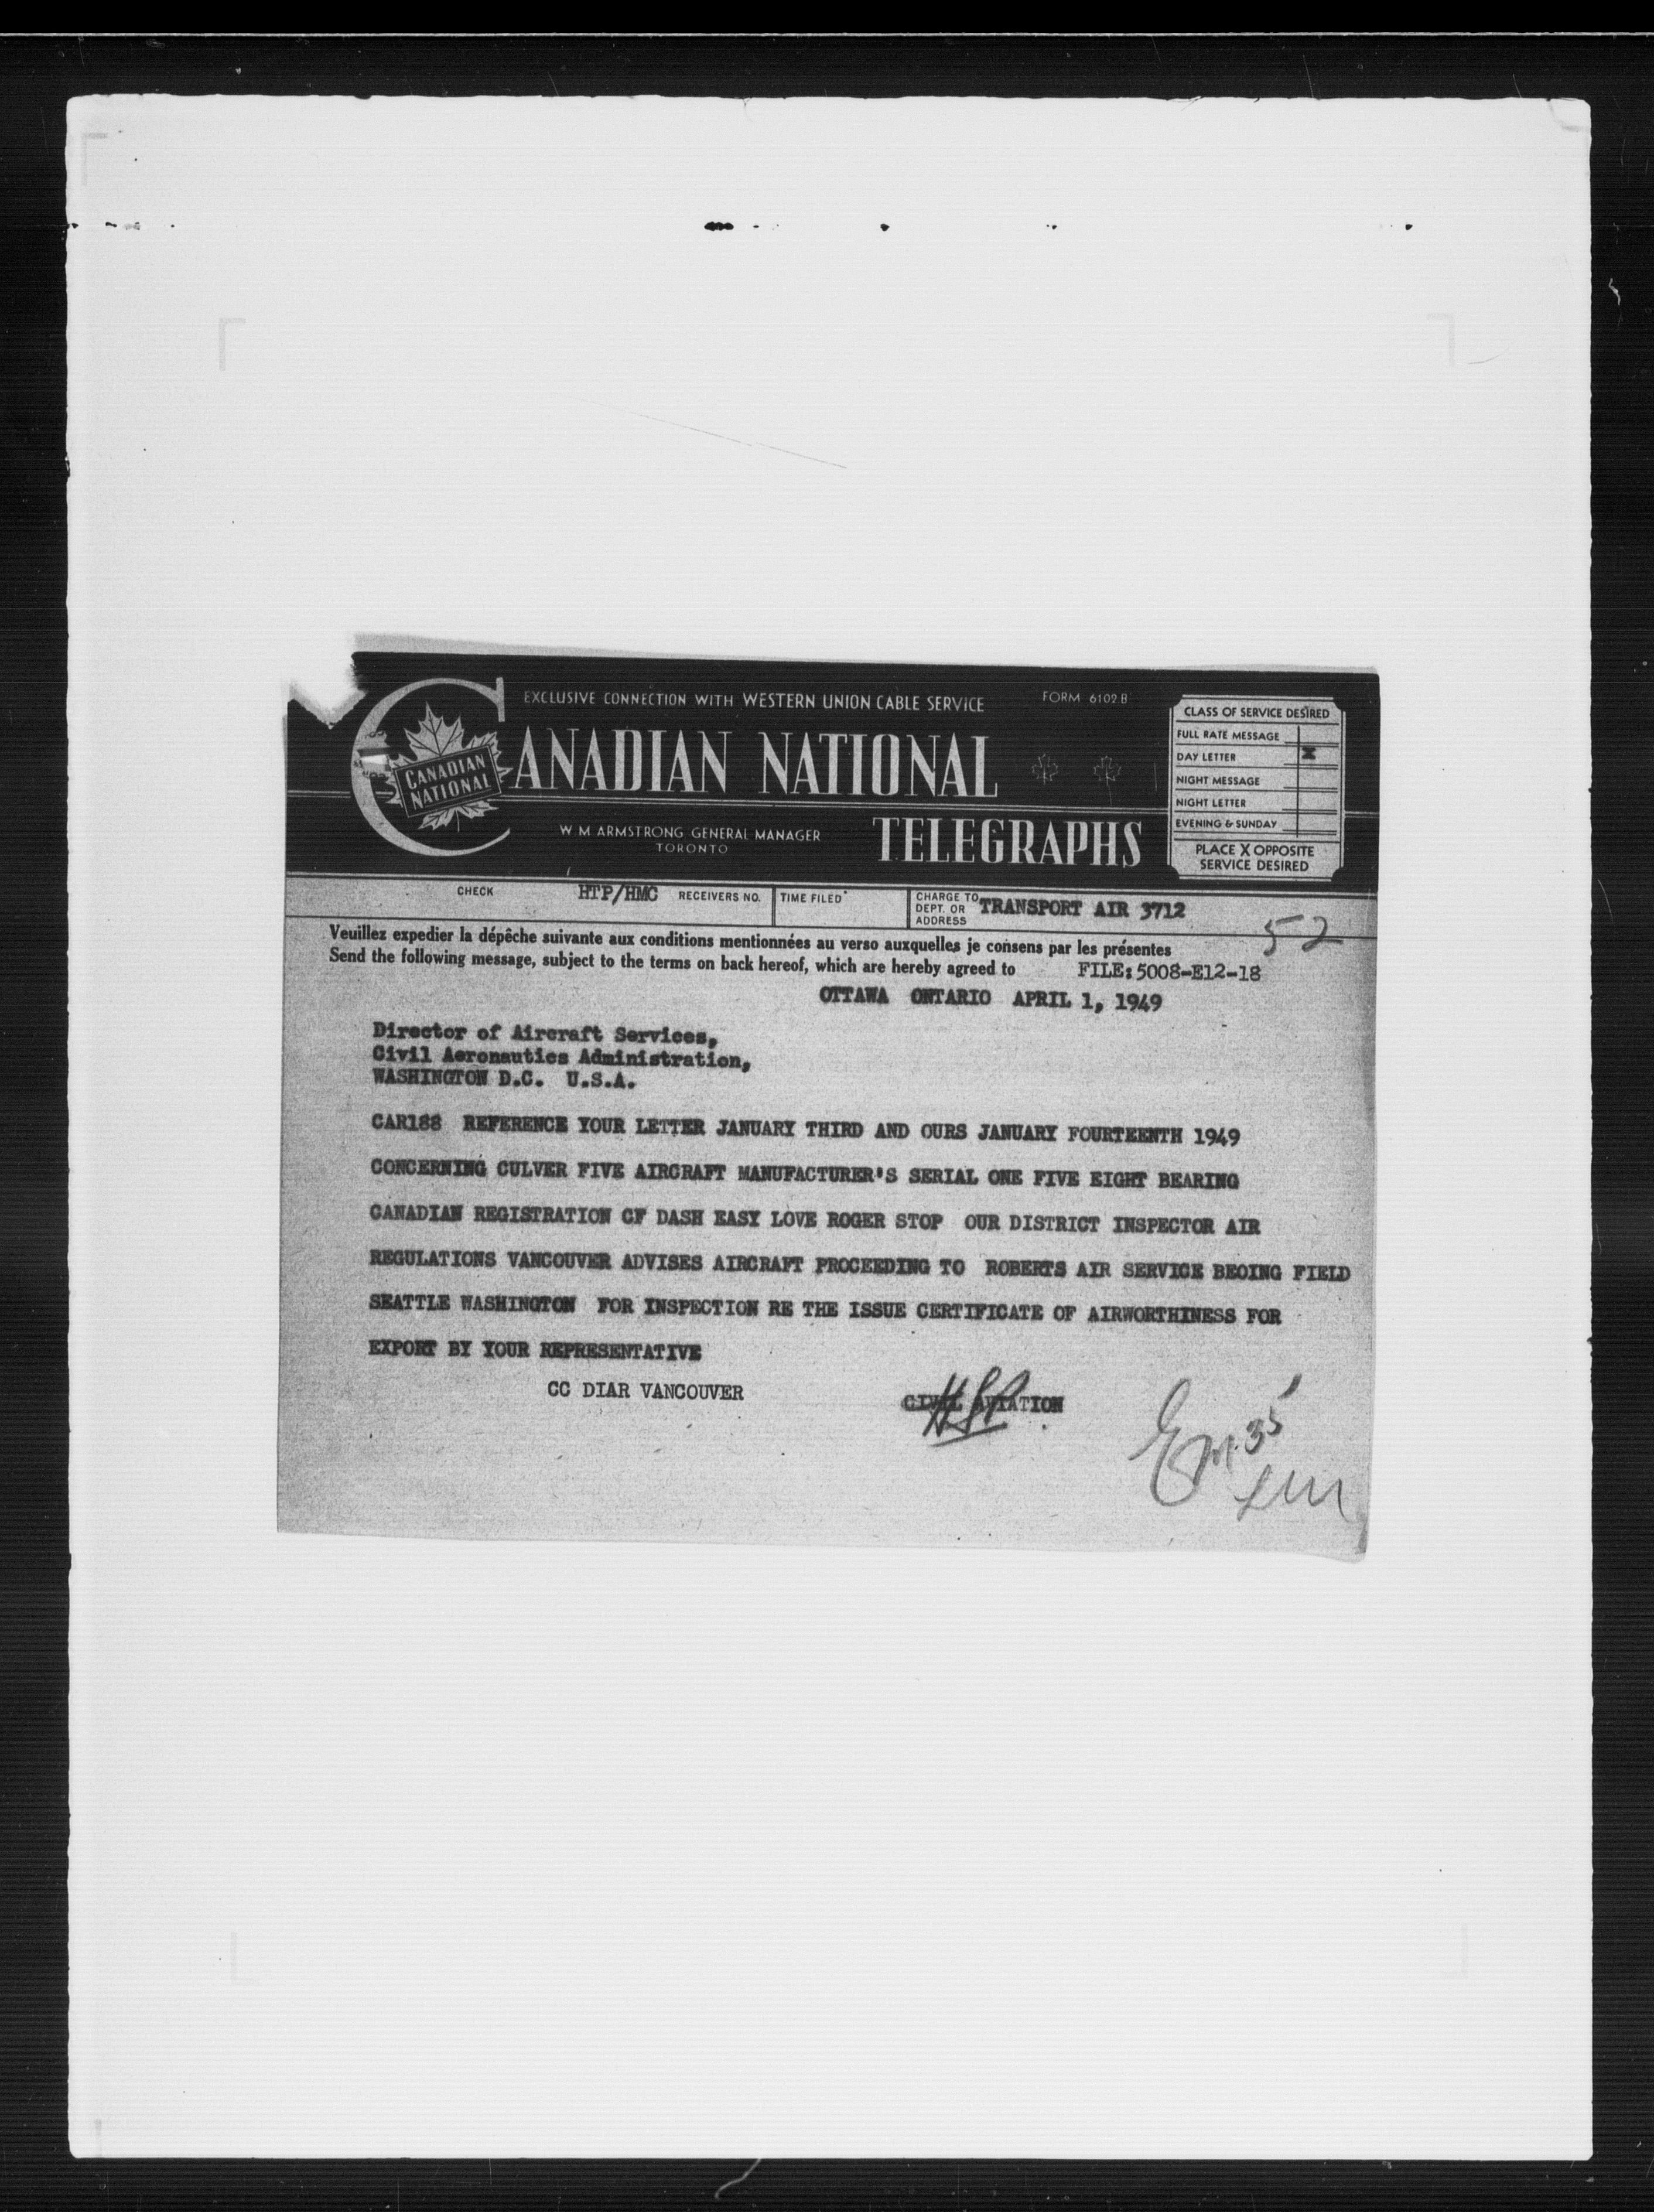 EXCLUSIVE CONNECTION WITH WESTERN UNION CABLE SERVICE
FORM 6102.B
CANADIAN NATIONAL
CANADIAN NATIONAL
TELEGRAPHS
W M ARMSTRONG GENERAL MANAGER
TORONTO
CLASS OF SERVICE DESIRED
FULL RATE MESSAGE
DAY LETTER X
NIGHT MESSAGE
NIGHT LETTER
EVENING & SUNDAY
PLACE X OPPOSITE
SERVICE DESIRED
CHECK HTP/HMC RECEIVERS NO. TIME FILED
CHARGE TO
DEPT. OR
ADDRESS
TRANSPORT AIR 3712
52
Veuillez expedier la dépêche suivante aux conditions mentionnées au verso auxquelles je consens par les présentes
Send the following message, subject to the terms on back hereof, which are hereby agreed to FILE: 5008-E12-18
OTTAWA ONTARIO APRIL 1, 1949
Director of Aircraft Services,
Civil Aeronautics Administration,
WASHINGTON D.C. U.S.A.
CAR188 REFERENCE YOUR LETTER JANUARY THIRD AND OURS JANUARY FOURTEENTH 1949
CONCERNING CULVER FIVE AIRCRAFT MANUFACTURER'S SERIAL ONE FIVE EIGHT BEARING
CANADIAN REGISTRATION CF DASH EASY LOVE ROGER STOP OUR DISTRICT INSPECTOR AIR
REGULATIONS VANCOUVER ADVISES AIRCRAFT PROCEEDING TO ROBERTS AIR SERVICE BEOING FIELD
SEATTLE WASHINGTON FOR INSPECTION RE THE ISSUE CERTIFICATE OF AIRWORTHINESS FOR
EXPORT BY YOUR REPRESENTATIVE
CC DIAR VANCOUVER
CIVIL AVIATION